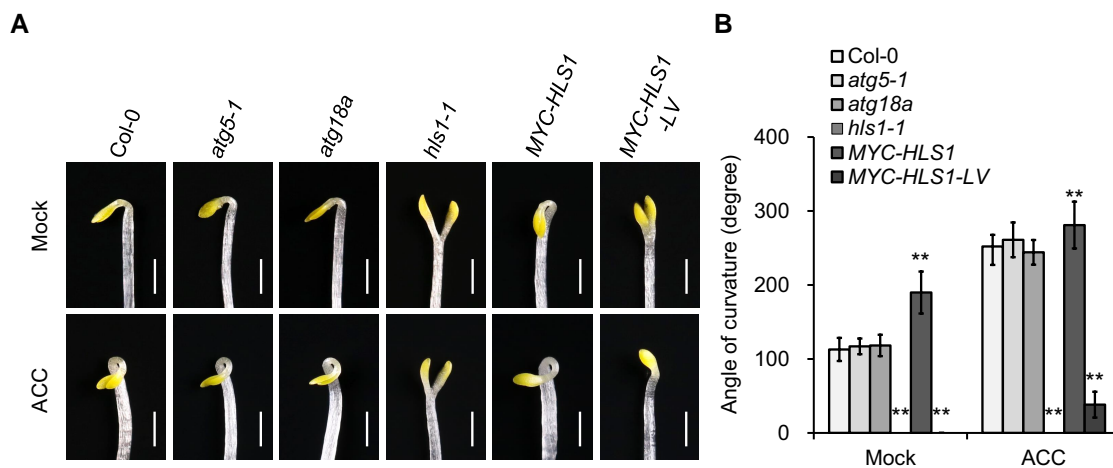 A
Col-0
atg5-1
atg18a
hls1-1
MYC-HLS1
MYC-HLS1
-LV
Mock
ACC
B
Col-0
atg5-1
atg18a
hls1-1
MYC-HLS1
MYC-HLS1-LV
Angle of curvature (degree)
400
300
200
100
0
**
**
**
**
**
**
Mock
ACC